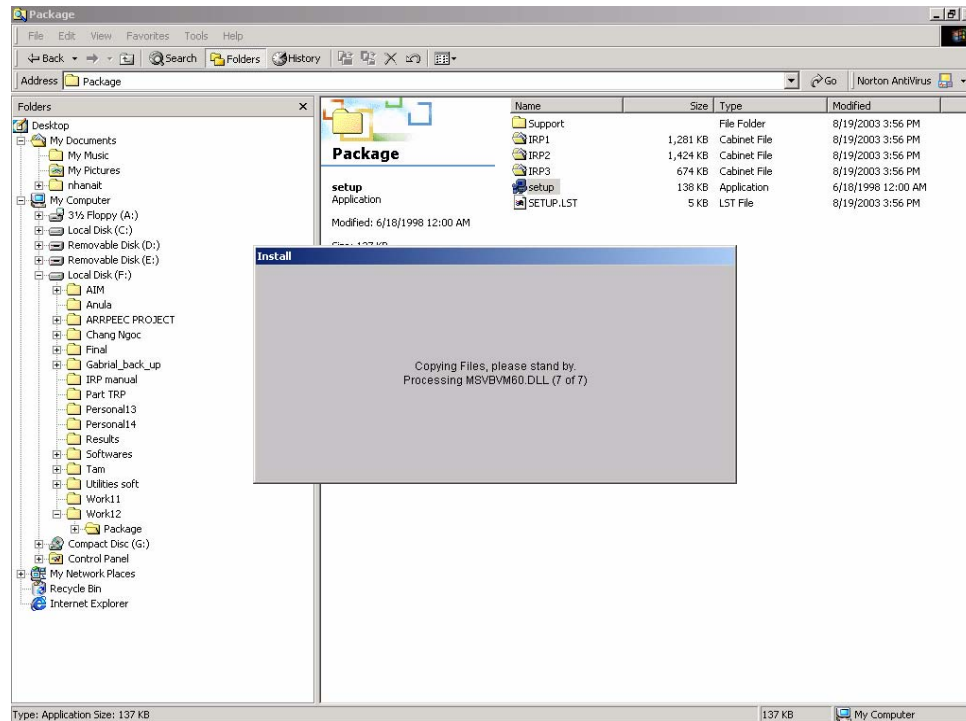 Package
File Edit View Favorites Tools Help
Back Search Folders History
Address Package Go Norton AntiVirus
Folders
Desktop
My Documents
My Music
My Pictures
nhanait
My Computer
3½ Floppy (A:)
Local Disk (C:)
Removable Disk (D:)
Removable Disk (E:)
Local Disk (F:)
AIM
Anula
ARRPEEC PROJECT
Chang Ngoc
Final
Gabrial_back_up
IRP manual
Part TRP
Personal13
Personal14
Results
Softwares
Tam
Utilities soft
Work11
Work12
Package
Compact Disc (G:)
Control Panel
My Network Places
Recycle Bin
Internet Explorer
Package
setup
Application
Modified: 6/18/1998 12:00 AM
Size: 137 KB
Name Size Type Modified
Support File Folder 8/19/2003 3:56 PM
IRP1 1,281 KB Cabinet File 8/19/2003 3:56 PM
IRP2 1,424 KB Cabinet File 8/19/2003 3:56 PM
IRP3 674 KB Cabinet File 8/19/2003 3:56 PM
setup 138 KB Application 6/18/1998 12:00 AM
SETUP.LST 5 KB LST File 8/19/2003 3:56 PM
Install
Copying Files, please stand by.
Processing MSVBVM60.DLL (7 of 7)
Type: Application Size: 137 KB 137 KB My Computer